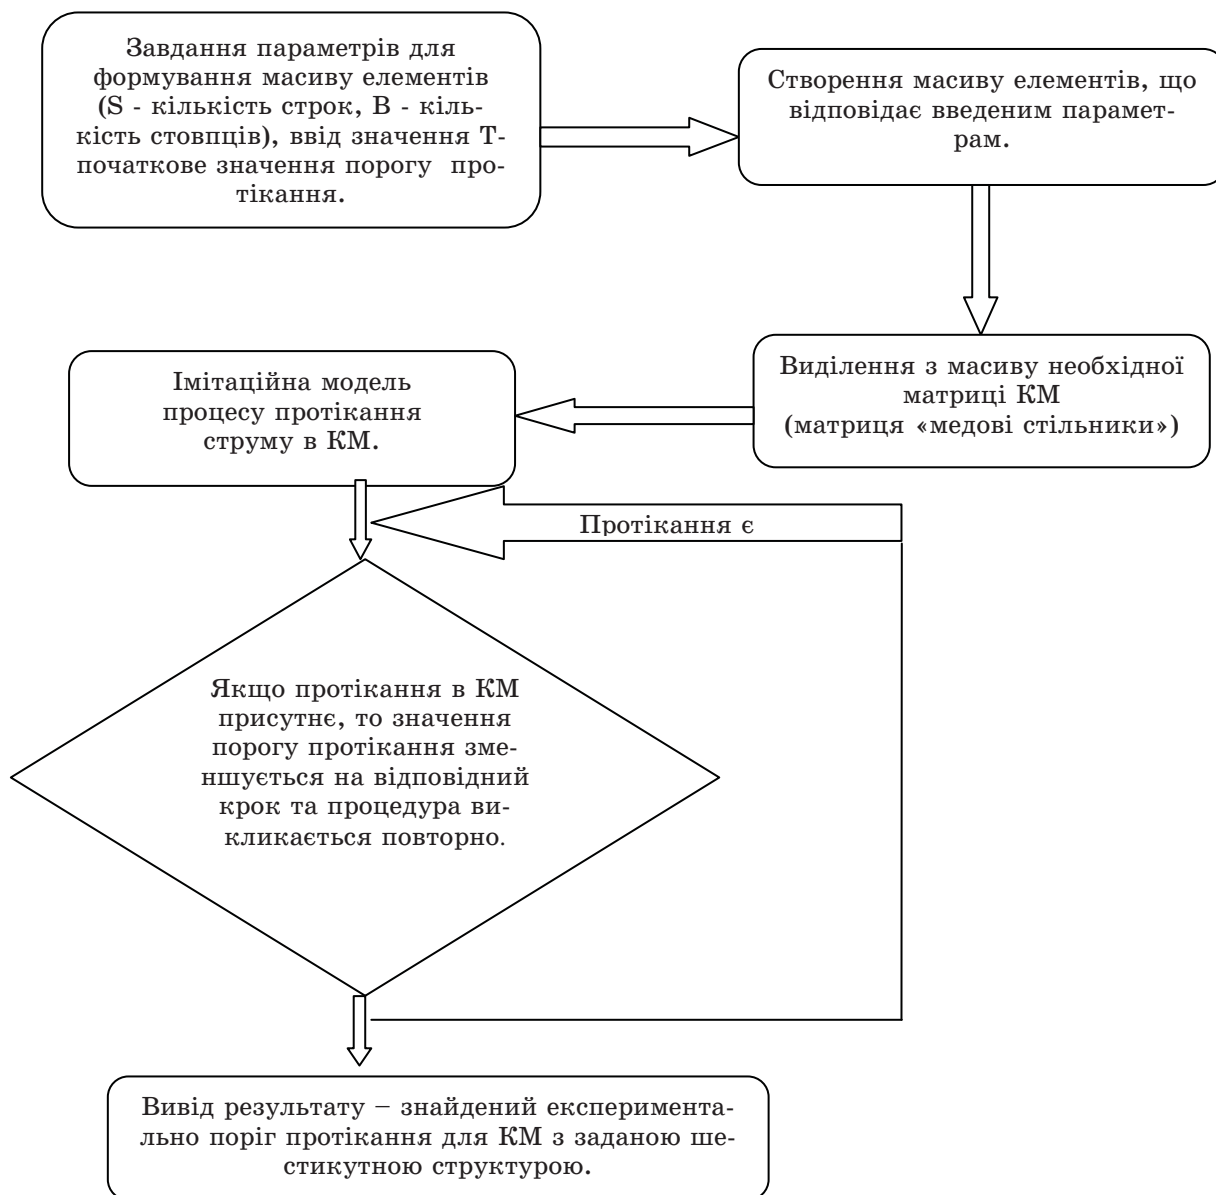 Завдання параметрів для
формування масиву елементів
(S - кількість строк, B - кіль-
кість стовпців), ввід значення Т-
початкове значення порогу про-
тікання.
Створення масиву елементів, що
відповідає введеним парамет-
рам.
Виділення з масиву необхідної
матриці КМ
(матриця «медові стільники»)
Імітаційна модель
процесу протікання
струму в КМ.
Протікання є
Якщо протікання в КМ
присутнє, то значення
порогу протікання зме-
ншується на відповідний
крок та процедура ви-
кликається повторно.
Вивід результату – знайдений експеримента-
льно поріг протікання для КМ з заданою ше-
стикутною структурою.